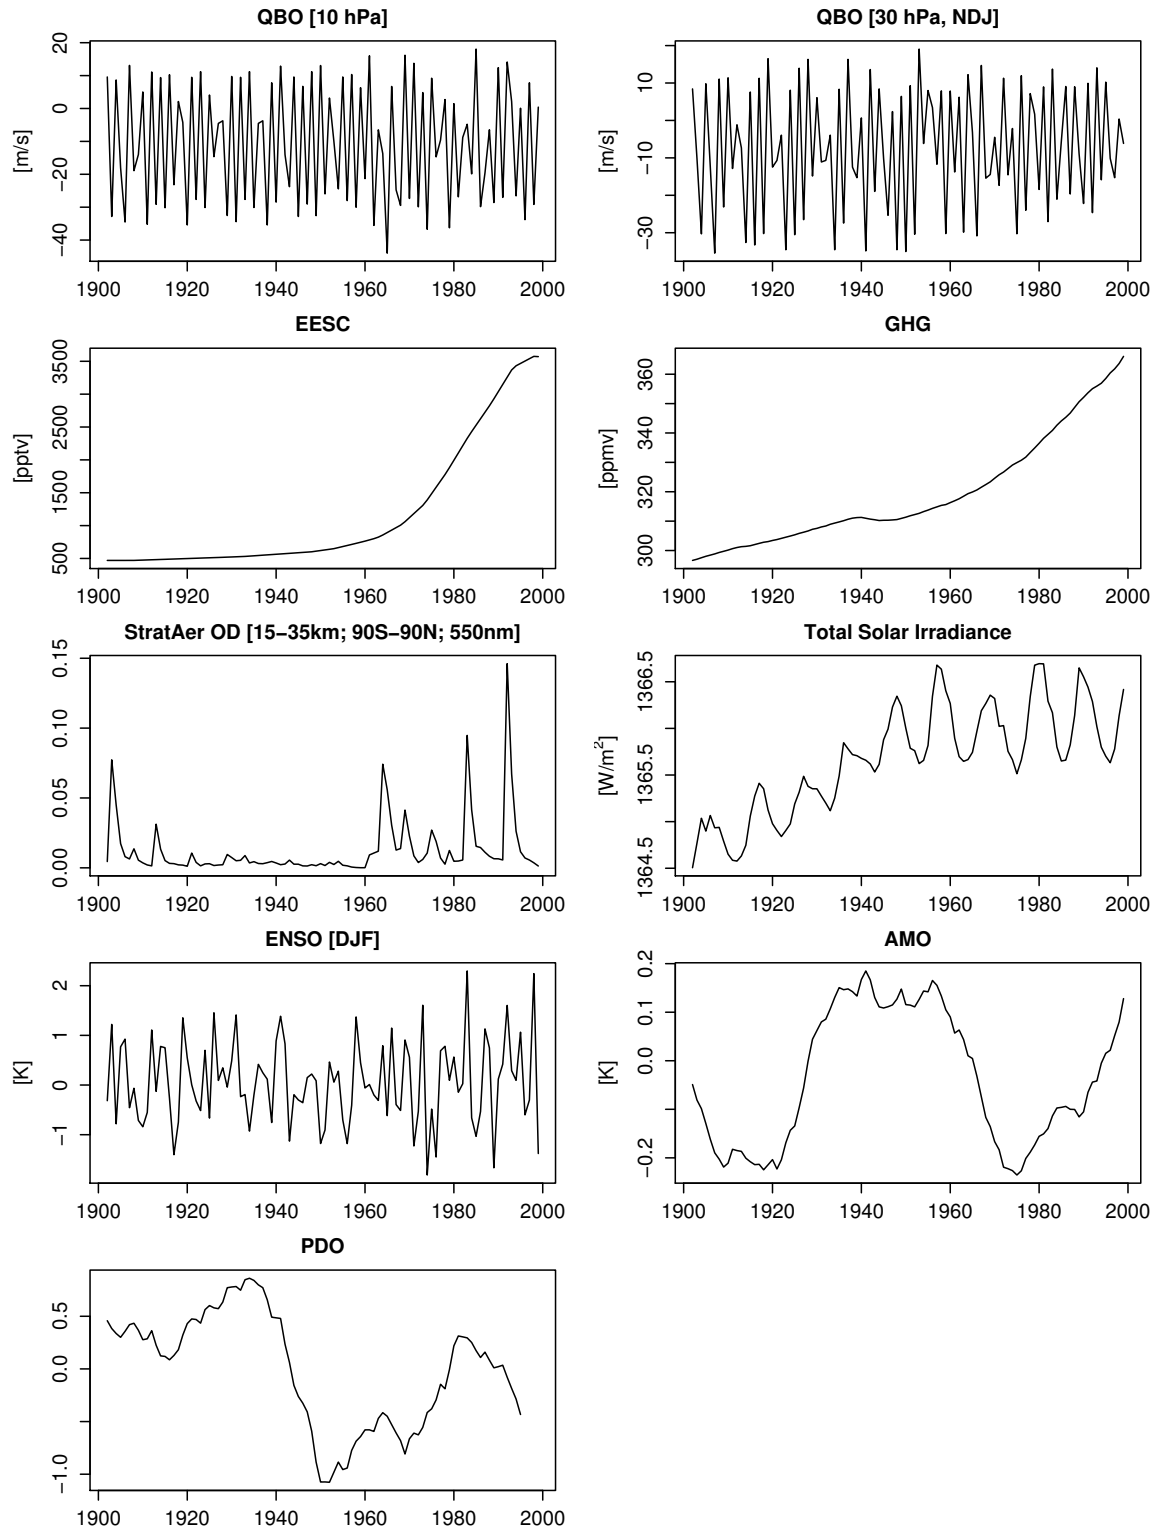 QBO [10 hPa]
[m/s]
20
0
−20
−40
1900 1920 1940 1960 1980 2000
QBO [30 hPa, NDJ]
[m/s]
10
−10
−30
1900 1920 1940 1960 1980 2000
EESC
[pptv]
3500
2500
1500
500
1900 1920 1940 1960 1980 2000
GHG
[ppmv]
360
340
320
300
1900 1920 1940 1960 1980 2000
StratAer OD [15−35km; 90S−90N; 550nm]
0.15
0.10
0.05
0.00
1900 1920 1940 1960 1980 2000
Total Solar Irradiance
[W/m²]
1366.5
1365.5
1364.5
1900 1920 1940 1960 1980 2000
ENSO [DJF]
[K]
2
1
0
−1
1900 1920 1940 1960 1980 2000
AMO
[K]
0.2
0.1
0.0
−0.2
1900 1920 1940 1960 1980 2000
PDO
0.5
0.0
−1.0
1900 1920 1940 1960 1980 2000